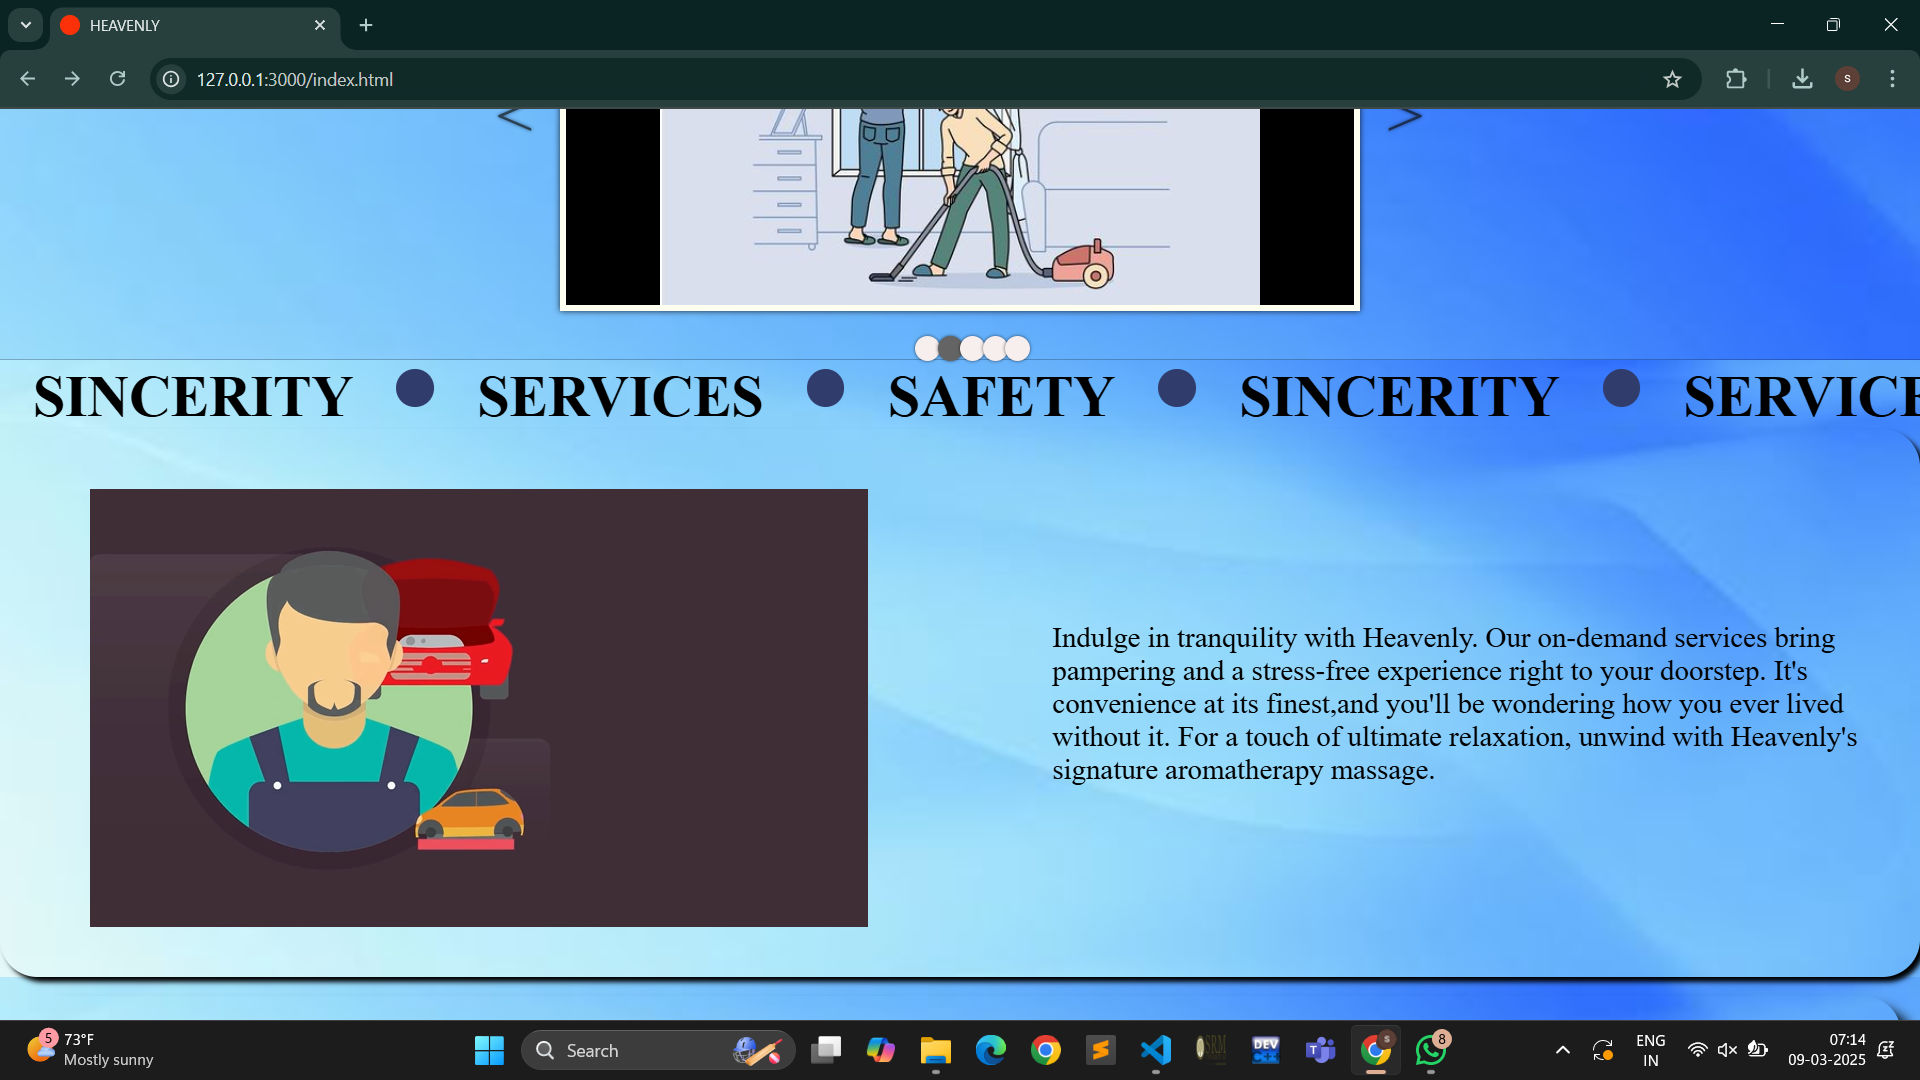 HEAVENLY
127.0.0.1:3000/index.html
S
SINCERITY SERVICES SAFETY SINCERITY SERVICE
Indulge in tranquility with Heavenly. Our on-demand services bring
pampering and a stress-free experience right to your doorstep. It's
convenience at its finest,and you'll be wondering how you ever lived
without it. For a touch of ultimate relaxation, unwind with Heavenly's
signature aromatherapy massage.
5
73°F
Mostly sunny
Search
SRM
DEV
C++
T
S
8
ENG
IN
07:14
09-03-2025